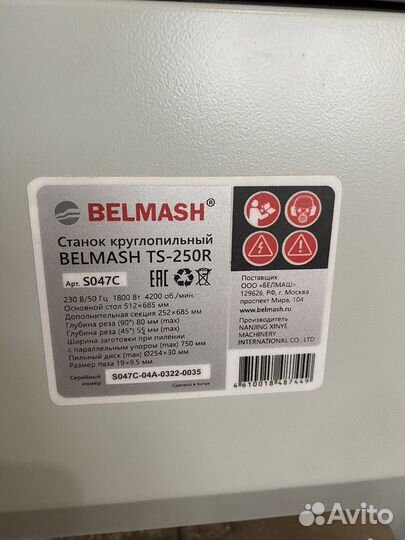 BELMASH®
Станок круглопильный
BELMASH TS-250R
Арт. S047C
EAC
230 В/50 Гц 1800 Вт 4200 об./мин.
Основной стол 512×685 мм
Дополнительная секция 252×685 мм
Глубина реза (90°) 80 мм (max)
Глубина реза (45°) 55 мм (max)
Ширина заготовки при пилении
с параллельным упором (max) 750 мм
Пильный диск (max) Ø254×30 мм
Размер паза 19×9,5 мм
Серийный номер S047C-04A-0322-0035
Сделано в Китае
Поставщик:
ООО «БЕЛМАШ»
129626, РФ, г. Москва
проспект Мира, 104
www.belmash.ru
Производитель:
NANJING XINYE
MACHINERY
INTERNATIONAL CO., LTD
4610018487449
Avito